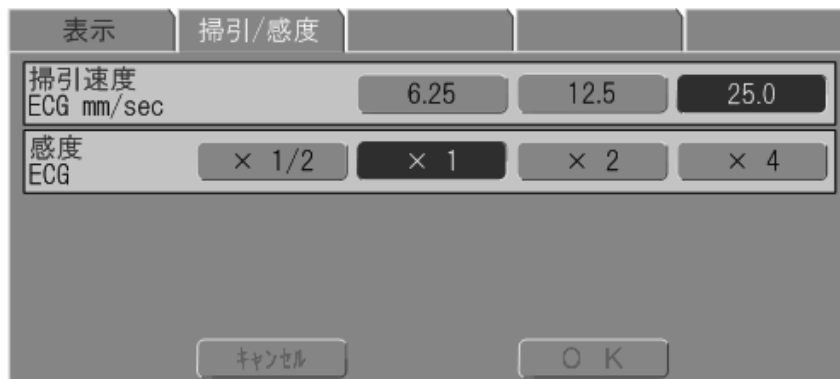 表示 掃引/感度
掃引速度
ECG mm/sec 6.25 12.5 25.0
感度
ECG × 1/2 × 1 × 2 × 4
キャンセル O K